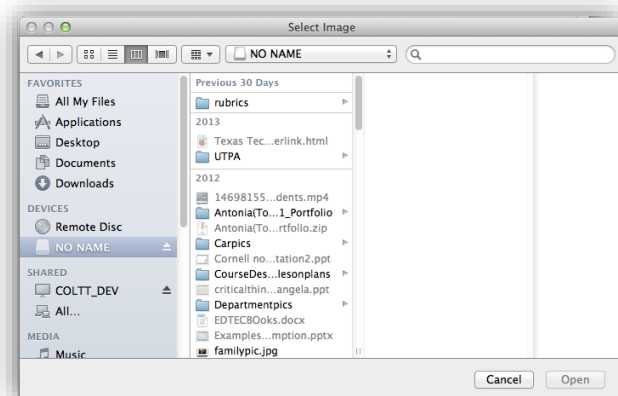 Select Image
NO NAME
FAVORITES
All My Files
Applications
Desktop
Documents
Downloads
DEVICES
Remote Disc
NO NAME
SHARED
COLTT_DEV
All...
MEDIA
Music
Previous 30 Days
rubrics
2013
Texas Tec...erlink.html
UTPA
2012
14698155...dents.mp4
Antonia(To...1_Portfolio
Antonia(To...rtfolio.zip
Carpics
Cornell no...tation2.ppt
CourseDes...lesonplans
criticalthin...angela.ppt
Departmentpics
EDTECBOoks.docx
Examples...mption.pptx
familypic.jpg
Cancel
Open